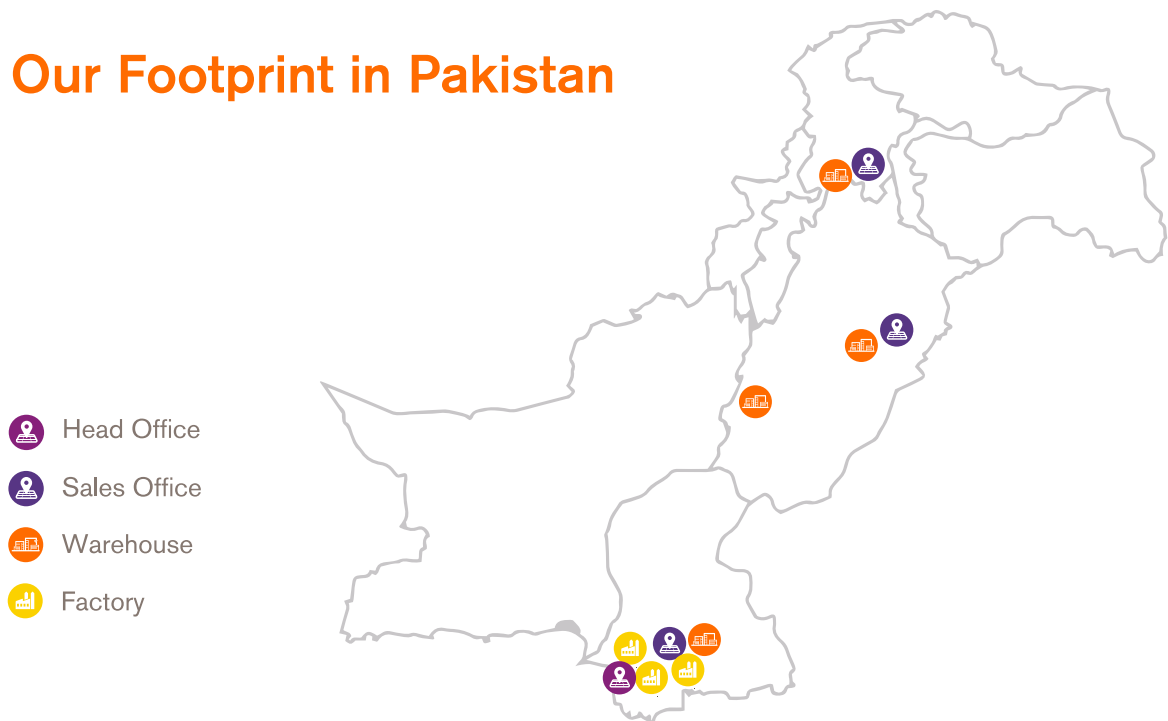 Our Footprint in Pakistan
Head Office
Sales Office
Warehouse
Factory